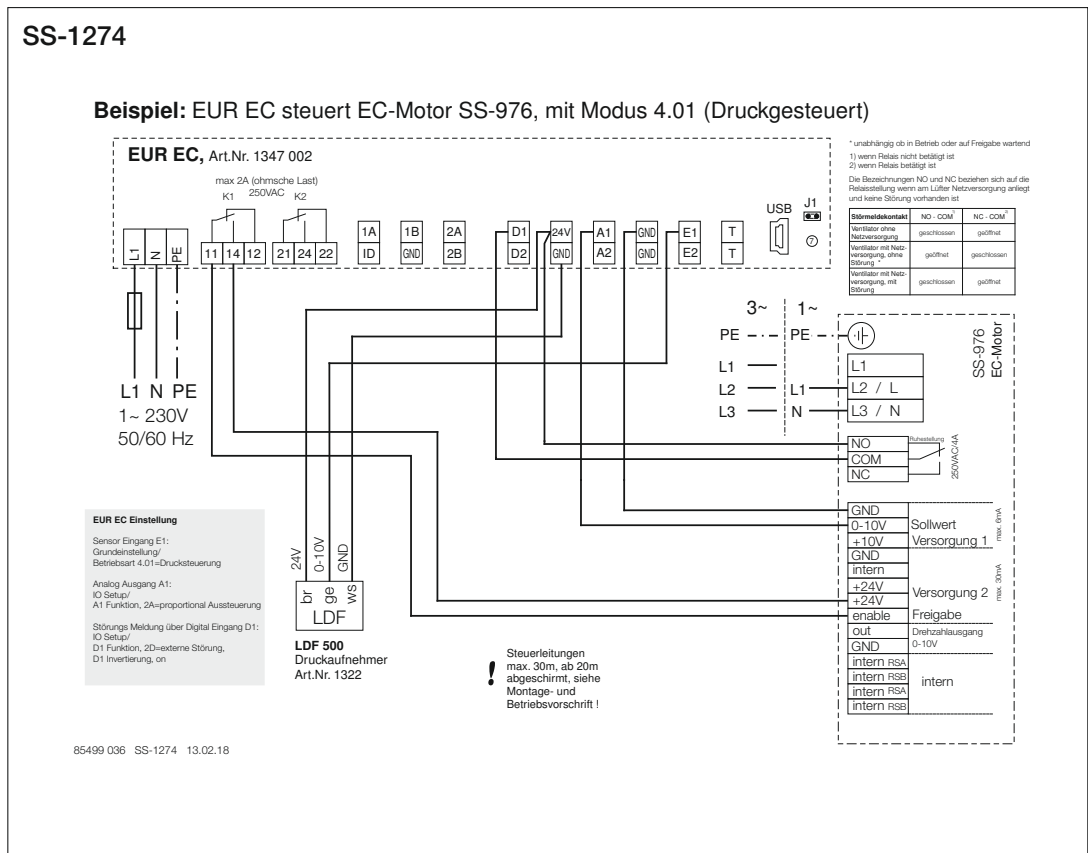 SS-1274
Beispiel: EUR EC steuert EC-Motor SS-976, mit Modus 4.01 (Druckgesteuert)
EUR EC, Art.Nr. 1347 002
max 2A (ohmsche Last)
250VAC
K1
K2
L1
N
PE
11 14 12
21 24 22
1A
ID
1B
GND
2A
2B
D1
D2
24V
GND
A1
A2
GND
GND
E1
E2
T
T
USB
J1
7
* unabhängig ob in Betrieb oder auf Freigabe wartend
1) wenn Relais nicht betätigt ist
2) wenn Relais betätigt ist
Die Bezeichnungen NO und NC beziehen sich auf die
Relaisstellung wenn am Lüfter Netzversorgung anliegt
und keine Störung vorhanden ist
Störmeldekontakt NO - COM NC - COM
Ventilator ohne
Netzversorgung
geschlossen geöffnet
Ventilator mit Netz-
versorgung, ohne
Störung *
geöffnet geschlossen
Ventilator mit Netz-
versorgung, mit
Störung
geschlossen geöffnet
L1 N PE
1~ 230V
50/60 Hz
3~ 1~
PE PE
L1
L2 L1
L3 N
SS-976
EC-Motor
L1
L2 / L
L3 / N
NO
COM
NC
Ruhestellung
250VAC/4A
GND
0-10V
+10V
Sollwert
Versorgung 1
max. 6mA
GND
intern
+24V
+24V
enable
Versorgung 2
max. 30mA
Freigabe
out
GND
Drehzahlausgang
0-10V
intern RSA
intern RSB
intern RSA
intern RSB
intern
EUR EC Einstellung
Sensor Eingang E1:
Grundeinstellung/
Betriebsart 4.01=Drucksteuerung
Analog Ausgang A1:
IO Setup/
A1 Funktion, 2A=proportional Aussteuerung
Störungs Meldung über Digital Eingang D1:
IO Setup/
D1 Funktion, 2D=externe Störung,
D1 Invertierung, on
24V
0-10V
GND
br
ge
ws
LDF
LDF 500
Druckaufnehmer
Art.Nr. 1322
!
Steuerleitungen
max. 30m, ab 20m
abgeschirmt, siehe
Montage- und
Betriebsvorschrift !
85499 036 SS-1274 13.02.18